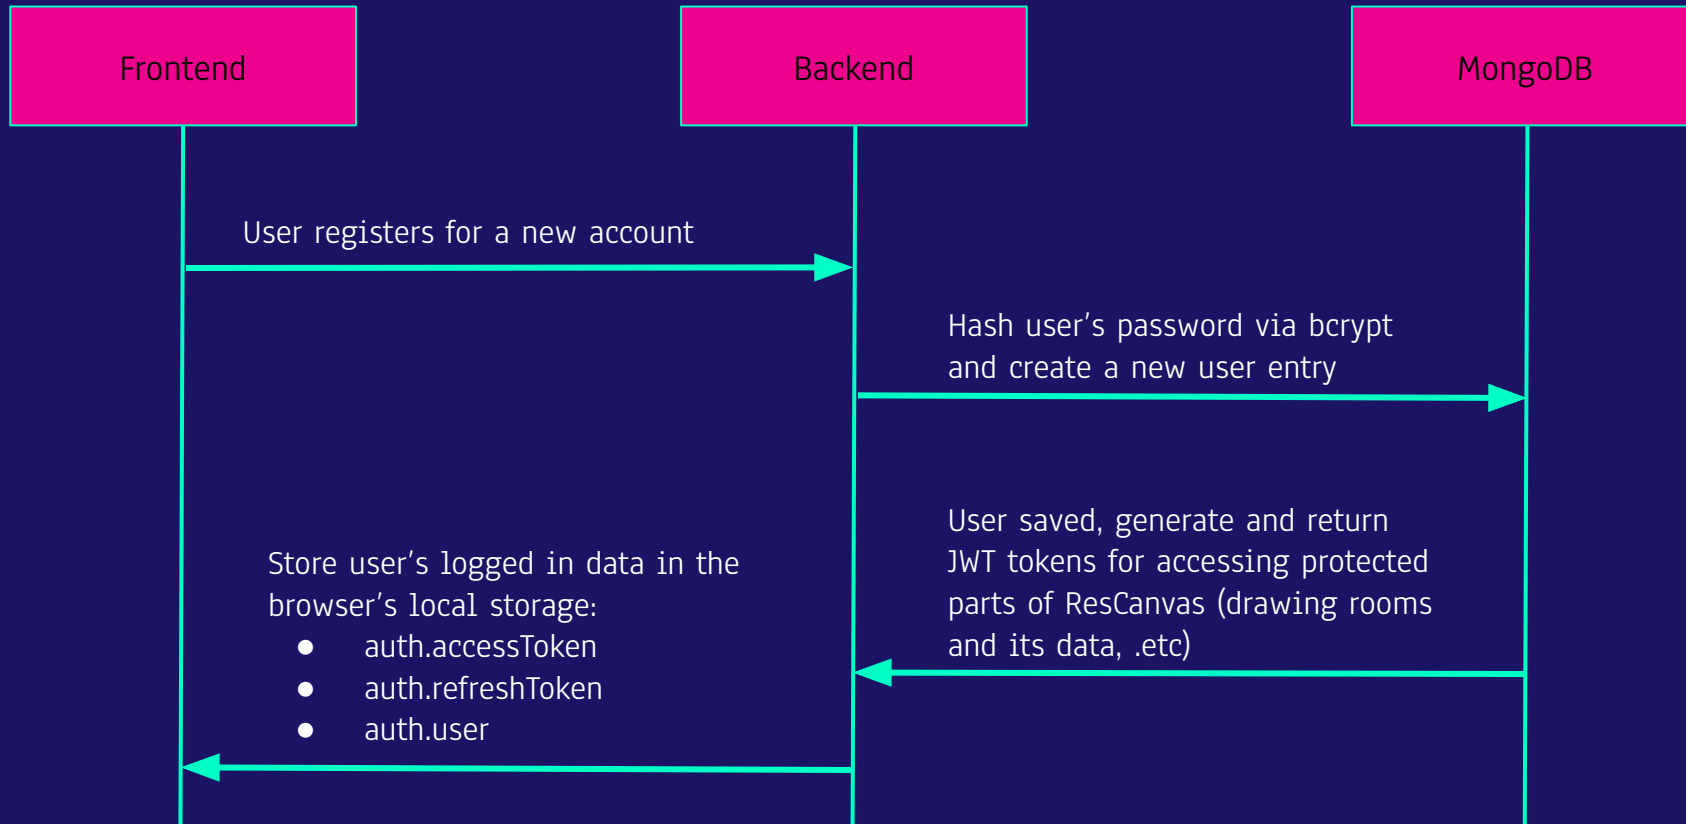 Frontend
Backend
MongoDB
User registers for a new account
Hash user's password via bcrypt
and create a new user entry
User saved, generate and return
JWT tokens for accessing protected
parts of ResCanvas (drawing rooms
and its data, .etc)
Store user's logged in data in the
browser's local storage:
● auth.accessToken
● auth.refreshToken
● auth.user